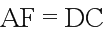 AF = DC